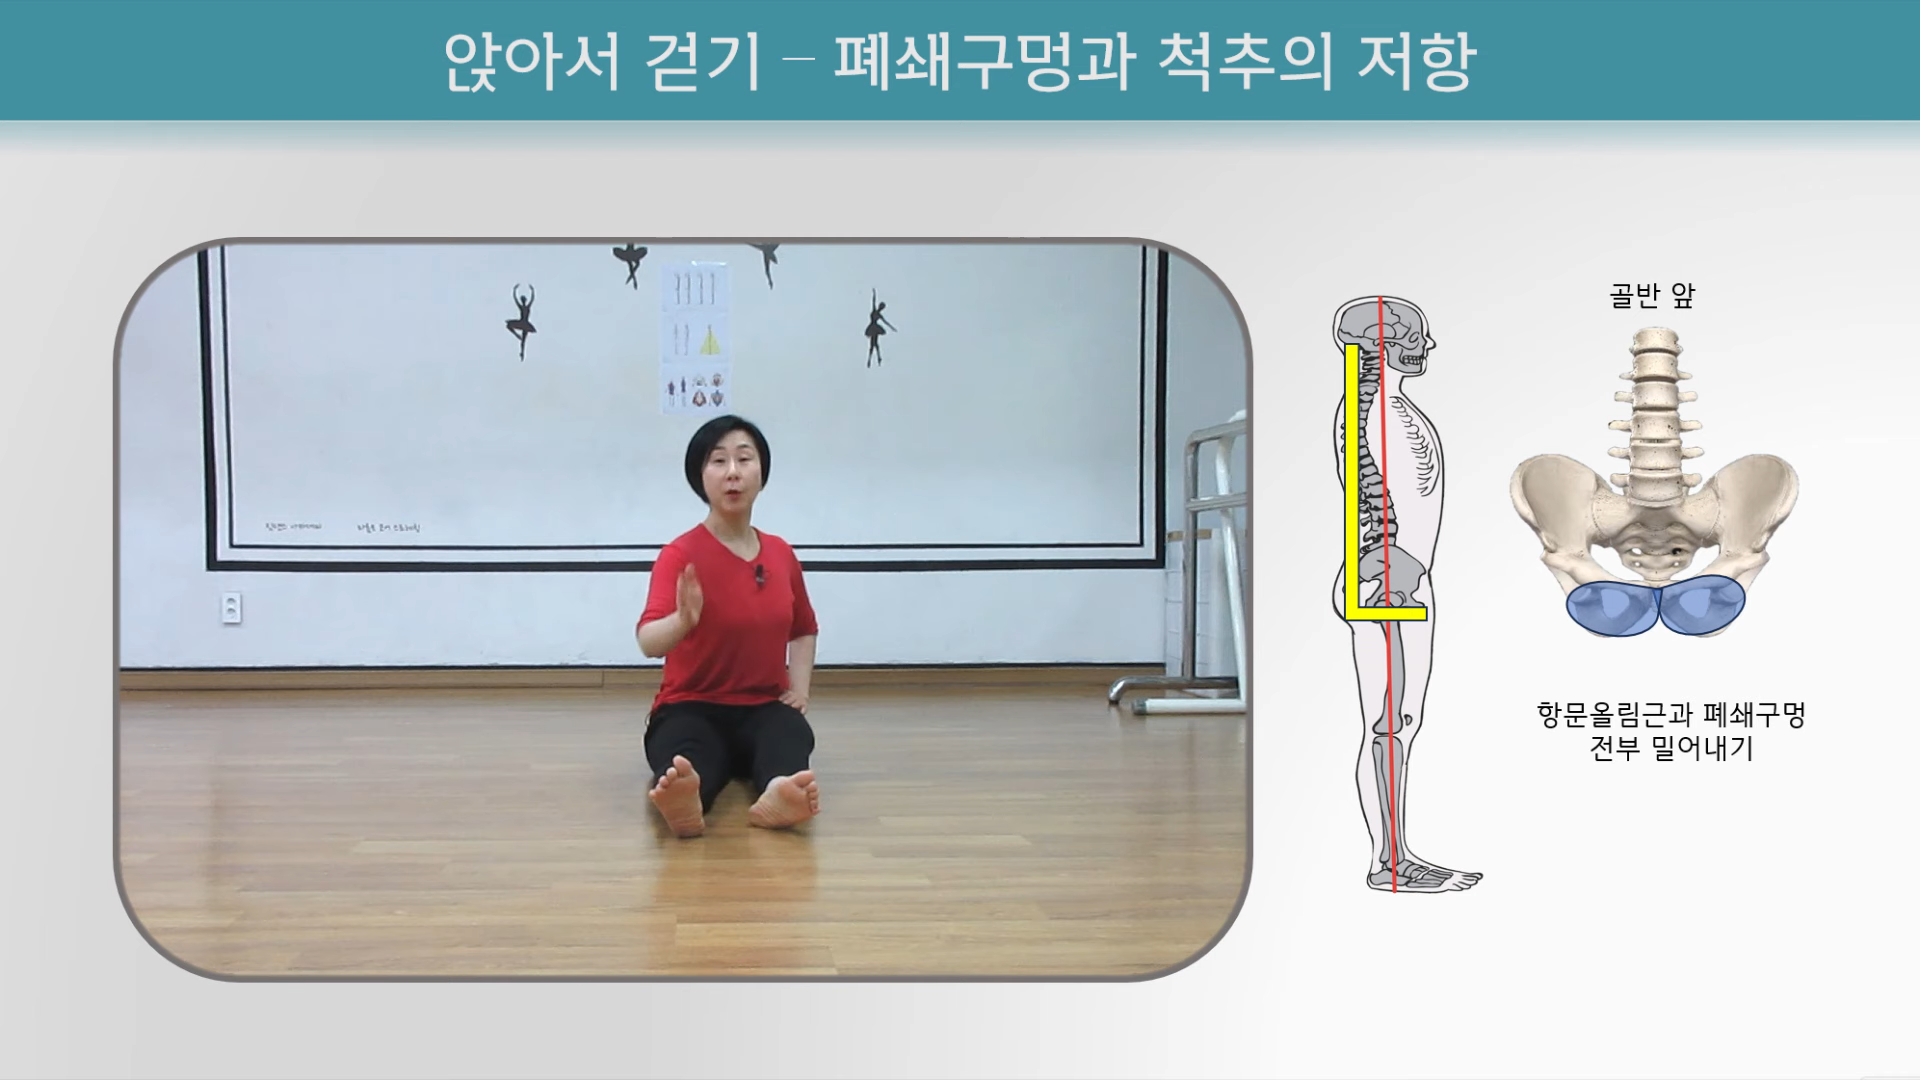 앉아서 걷기 – 폐쇄구멍과 척추의 저항
골반 앞
항문올림근과 폐쇄구멍
전부 밀어내기